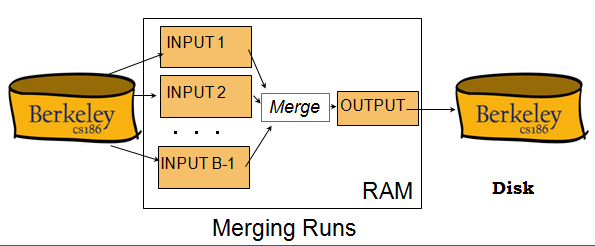 INPUT 1
INPUT 2
. . .
INPUT B-1
Merge
OUTPUT
RAM
Berkeley
cs186
Berkeley
cs186
Disk
Merging Runs